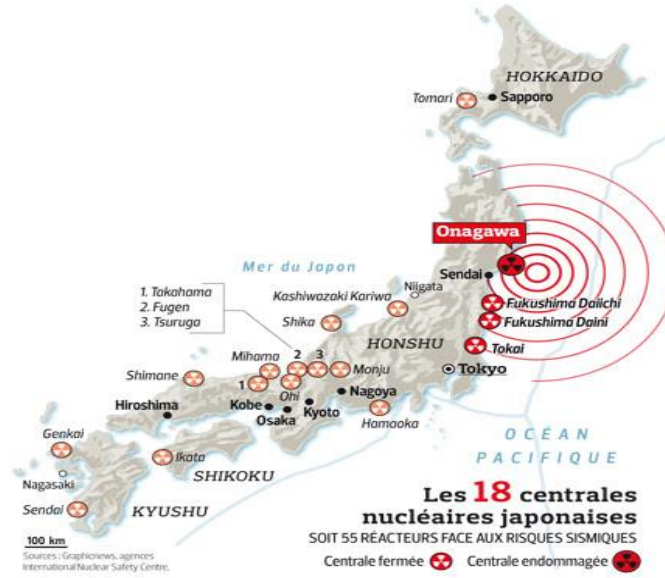 HOKKAIDO
Tomari
Sapporo
Onagawa
Mer du Japon
Sendai
1. Takahama
2. Fugen
3. Tsuruga
Kashiwazaki Kariwa
Niigata
Fukushima Daiichi
Shika
Fukushima Daini
HONSHU
Tokai
Mihama
2
3
Monju
Tokyo
Shimane
1
Ohi
Nagoya
Hiroshima
Kobe
Kyoto
Osaka
Hamaoka
Genkai
Ikata
OCÉAN
PACIFIQUE
SHIKOKU
Nagasaki
Sendai
KYUSHU
Les 18 centrales
nucléaires japonaises
SOIT 55 RÉACTEURS FACE AUX RISQUES SISMIQUES
100 km
Centrale fermée
Centrale endommagée
Sources : Graphicnews, agences
International Nuclear Safety Centre.